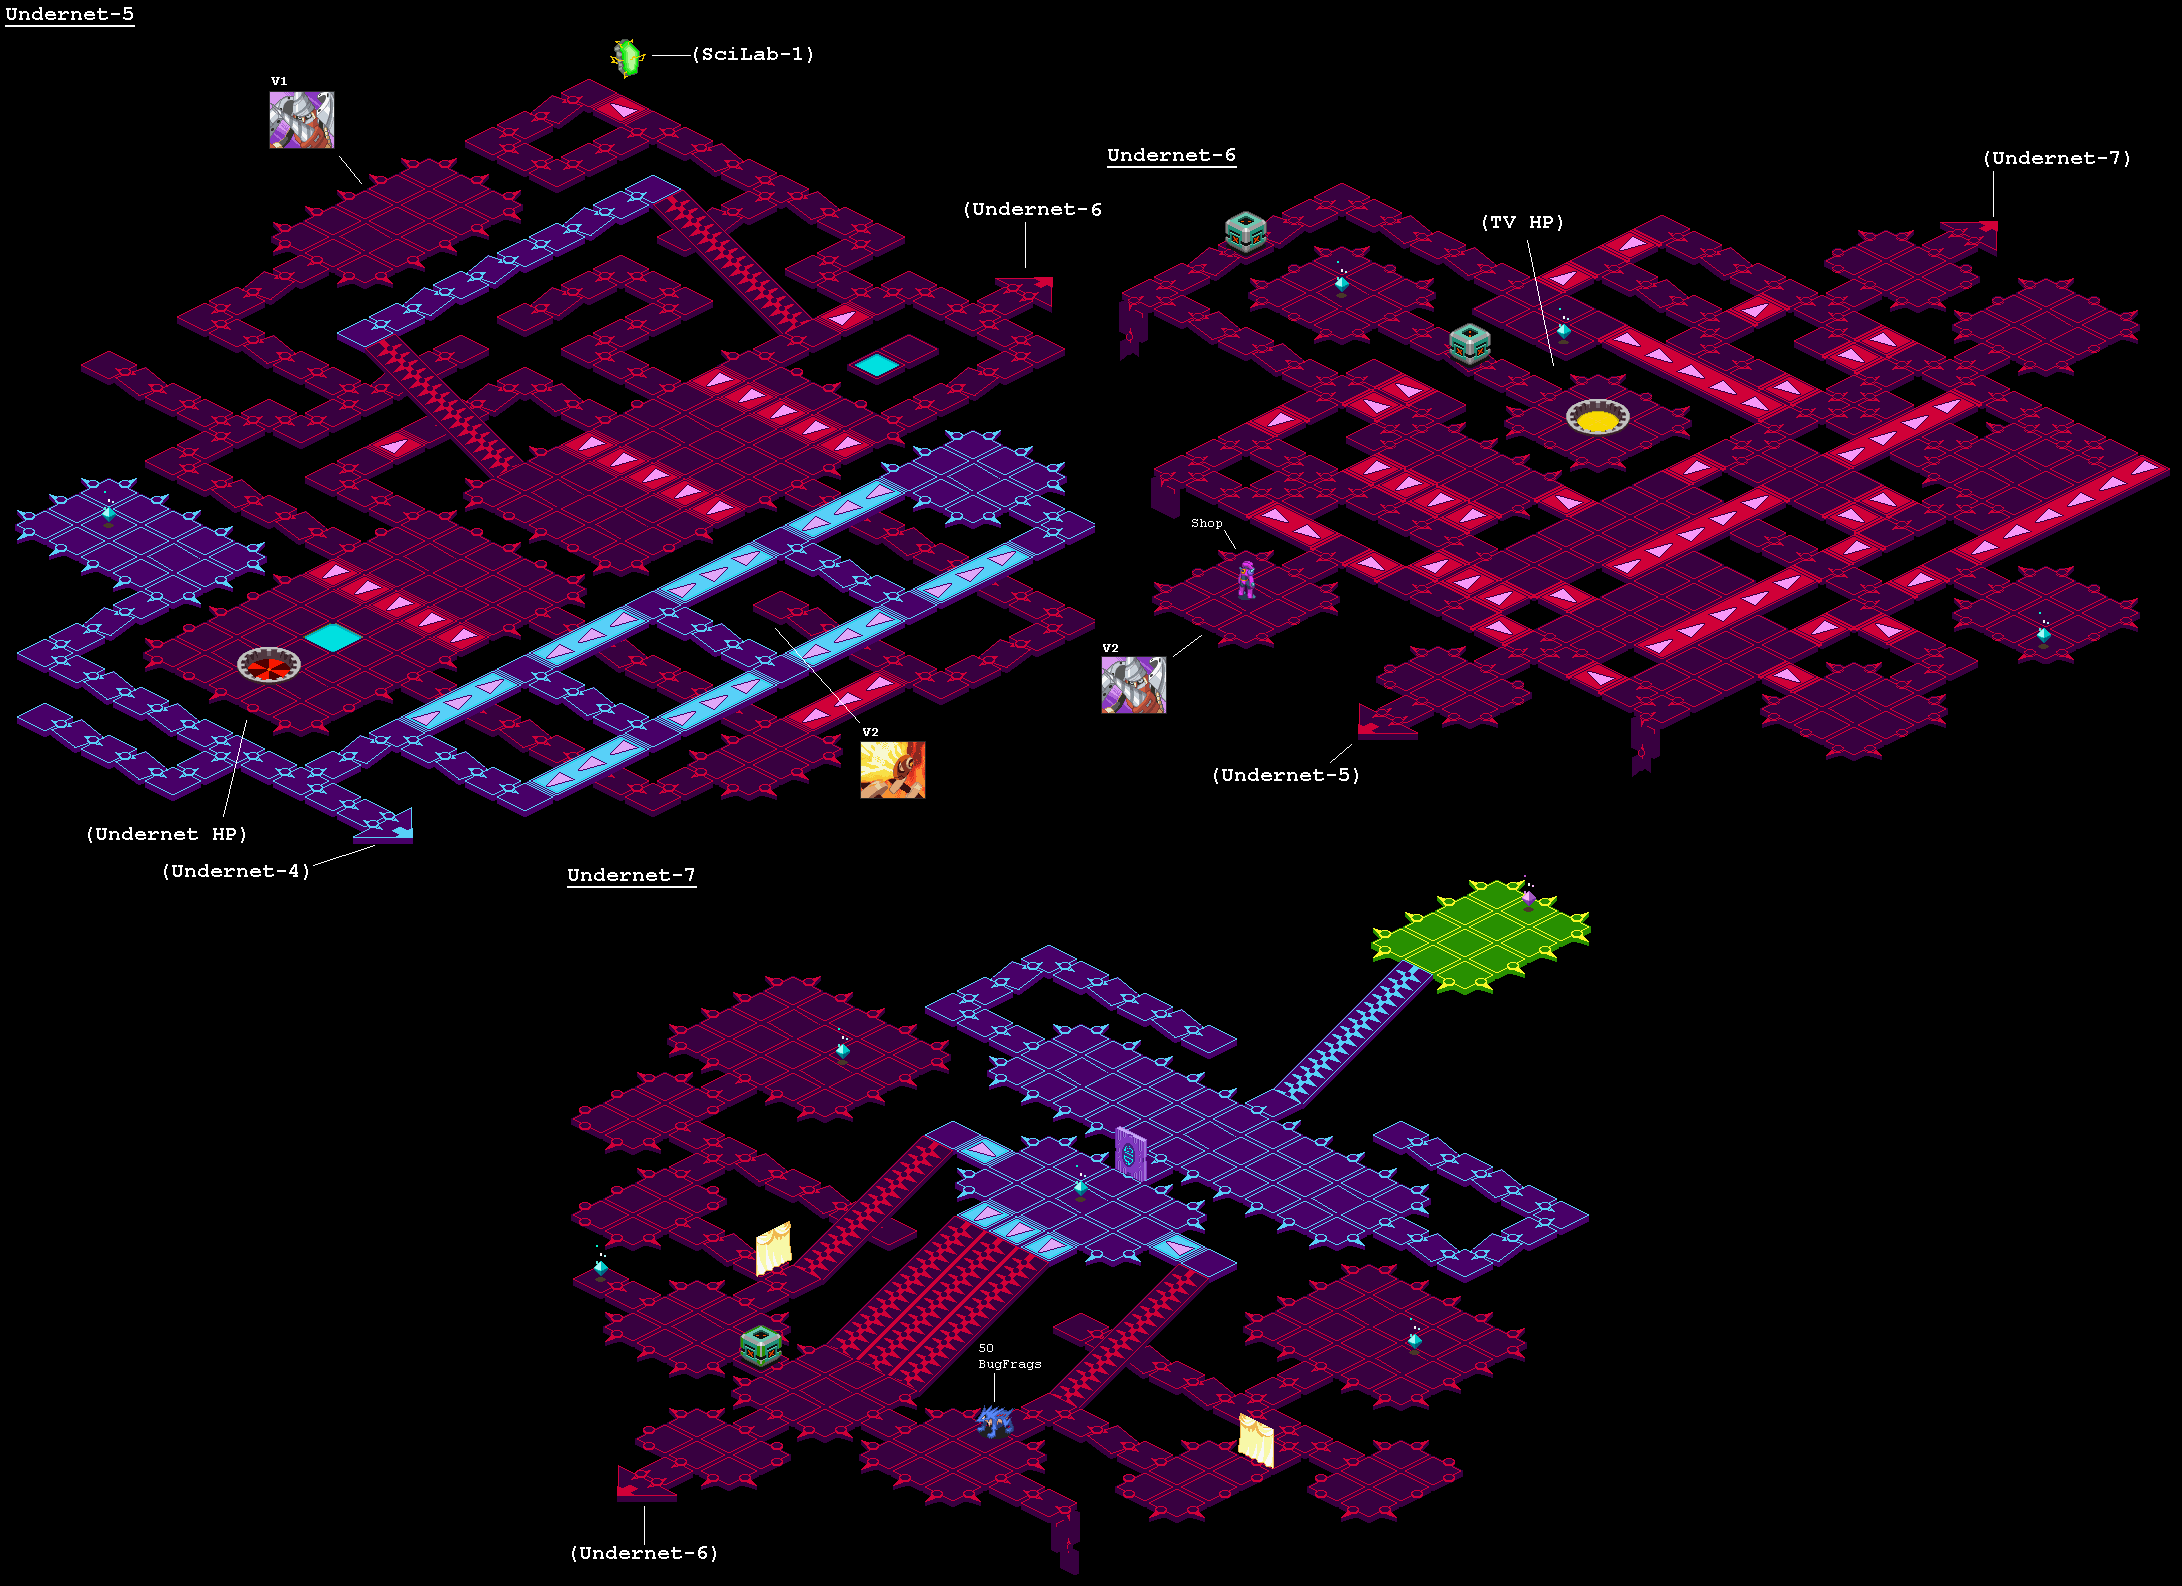 Undernet-5
(SciLab-1)
V1
Undernet-6
(Undernet-7)
(Undernet-6
(TV HP)
Shop
V2
V2
(Undernet-5)
(Undernet HP)
(Undernet-4)
Undernet-7
50
BugFrags
(Undernet-6)